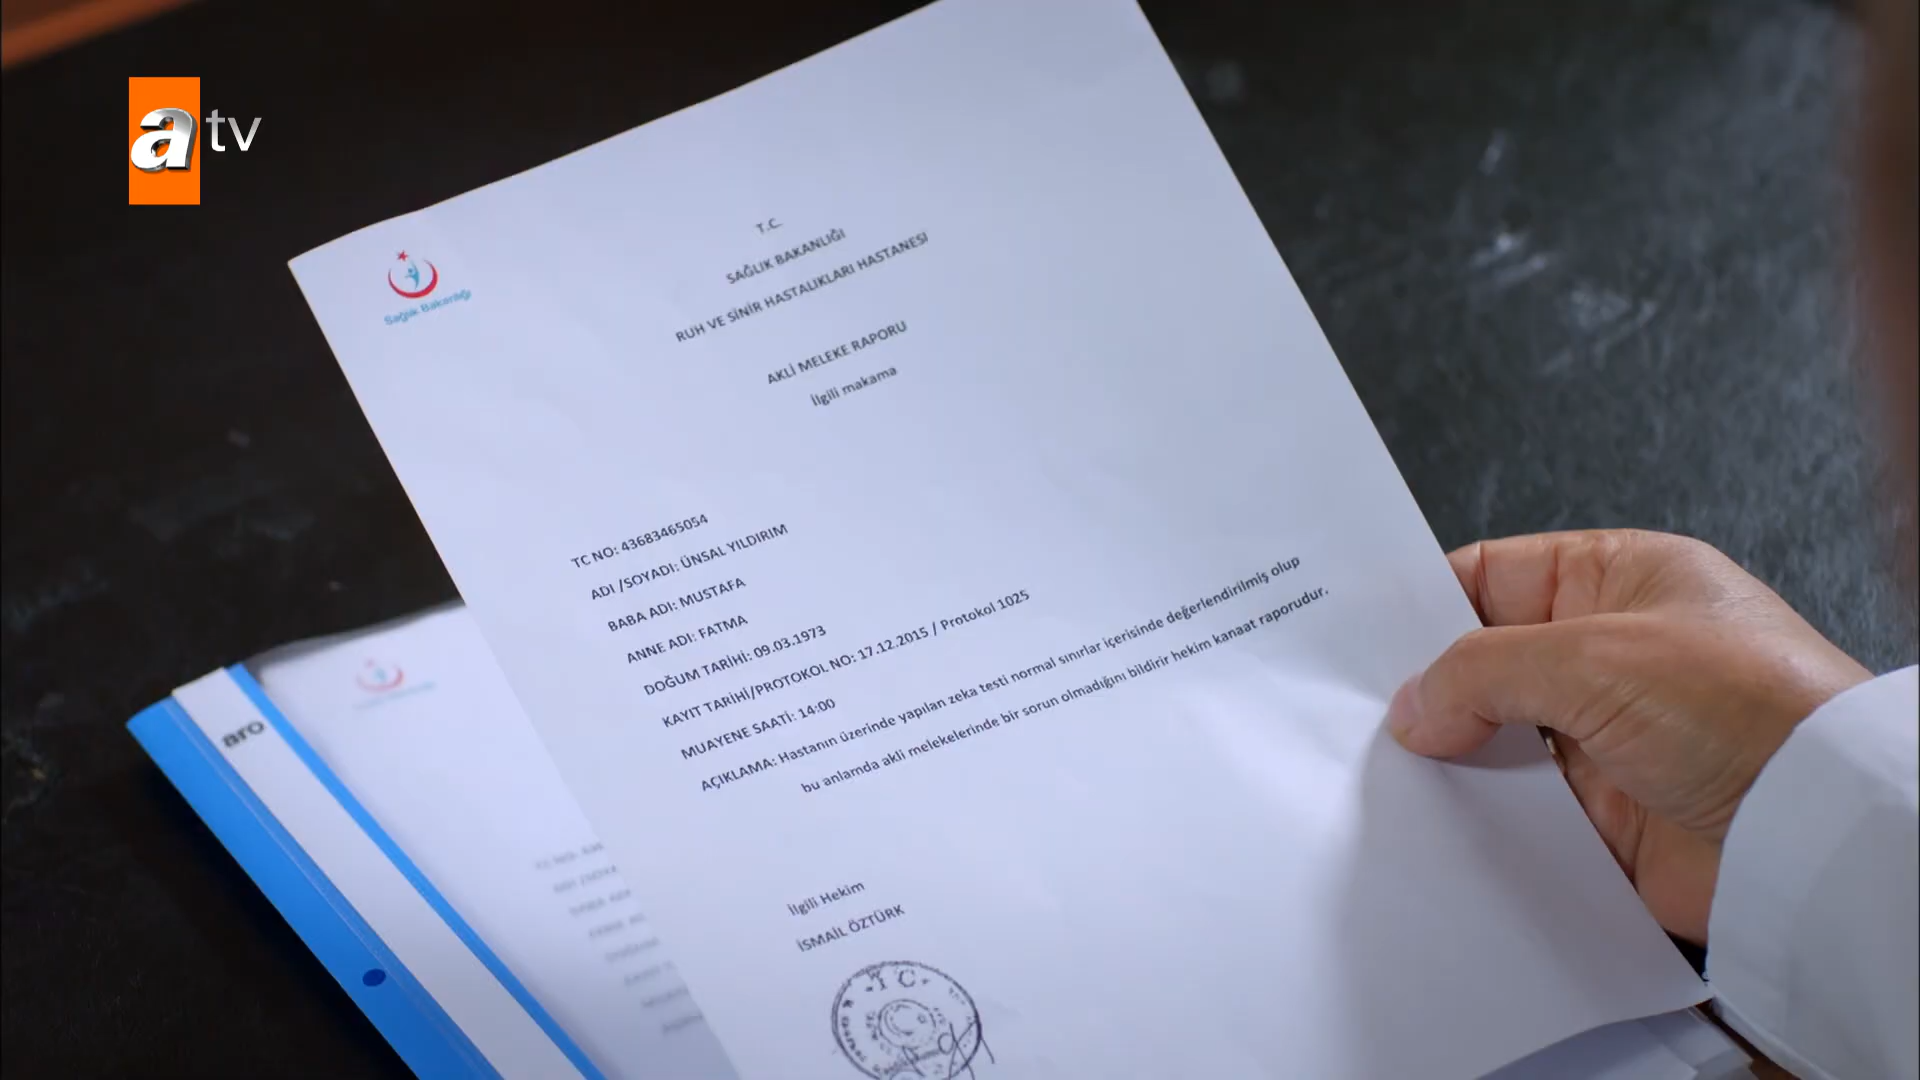 atv
Sağlık Bakanlığı
T.C.
SAĞLIK BAKANLIĞI
RUH VE SİNİR HASTALIKLARI HASTANESI
AKLİ MELEKE RAPORU
İlgili makama
TC NO: 43683465054
ADI /SOYADI: ÜNSAL YILDIRIM
BABA ADI: MUSTAFA
ANNE ADI: FATMA
DOĞUM TARİHİ: 09.03.1973
KAYIT TARİHİ/PROTOKOL NO: 17.12.2015 / Protokol 1025
MUAYENE SAATİ: 14:00
AÇIKLAMA: Hastanın üzerinde yapılan zeka testi normal sınırlar içerisinde değerlendirilmiş olup
bu anlamda akli melekelerinde bir sorun olmadığını bildirir hekim kanaat raporudur.
İlgili Hekim
İSMAİL ÖZTÜRK
T C
aro